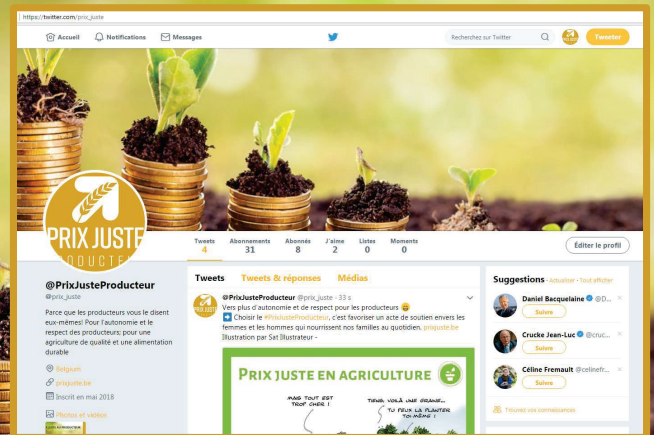 https://twitter.com/prix_juste
Accueil Notifications Messages Recherchez sur Twitter Tweeter
PRIX JUSTE
PRODUCTEUR
Tweets Abonnements Abonnés J'aime Listes Moments
4 31 8 2 0 0
Éditer le profil
@PrixJusteProducteur
@prix_juste
Parce que les producteurs vous le disent
eux-mêmes! Pour l'autonomie et le
respect des producteurs; pour une
agriculture de qualité et une alimentation
durable
Belgium
prixjuste.be
Inscrit en mai 2018
Photos et vidéos
Tweets Tweets & réponses Médias
@PrixJusteProducteur @prix_juste · 33 s
Vers plus d'autonomie et de respect pour les producteurs
Choisir le #PrixJusteProducteur, c'est favoriser un acte de soutien envers les
femmes et les hommes qui nourrissent nos familles au quotidien, prixjuste.be
Illustration par Sat Illustrateur -
PRIX JUSTE EN AGRICULTURE
MAIS TOUT EST
TROP CHER !
TIENS, VOILÀ UNE GRAINE...
TU PEUX LA PLANTER
TOI-MÊME !
Suggestions · Actualiser · Tout afficher
Daniel Bacquelaine @D...
Suivre
Crucke Jean-Luc @cruc...
Suivre
Céline Fremault @celinefr...
Suivre
Trouvez vos connaissances